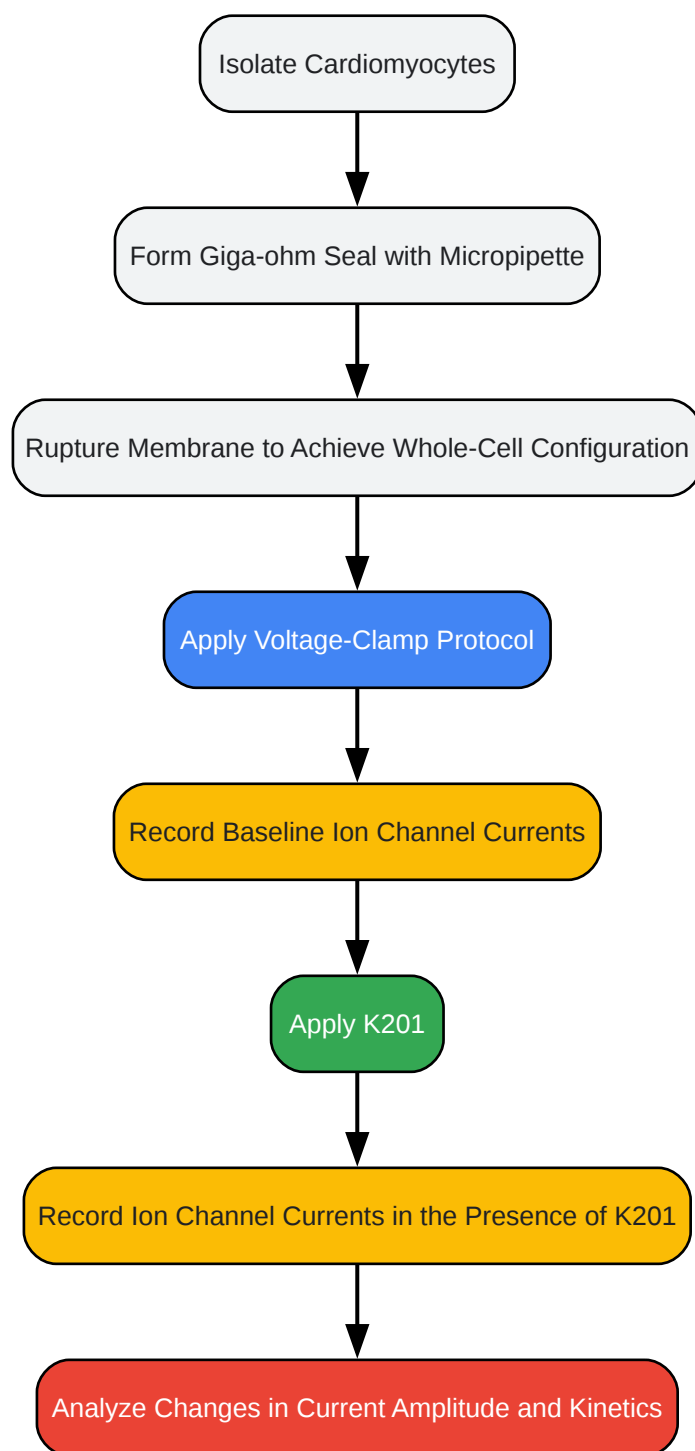 Isolate Cardiomyocytes
Form Giga-ohm Seal with Micropipette
Rupture Membrane to Achieve Whole-Cell Configuration
Apply Voltage-Clamp Protocol
Record Baseline Ion Channel Currents
Apply K201
Record Ion Channel Currents in the Presence of K201
Analyze Changes in Current Amplitude and Kinetics